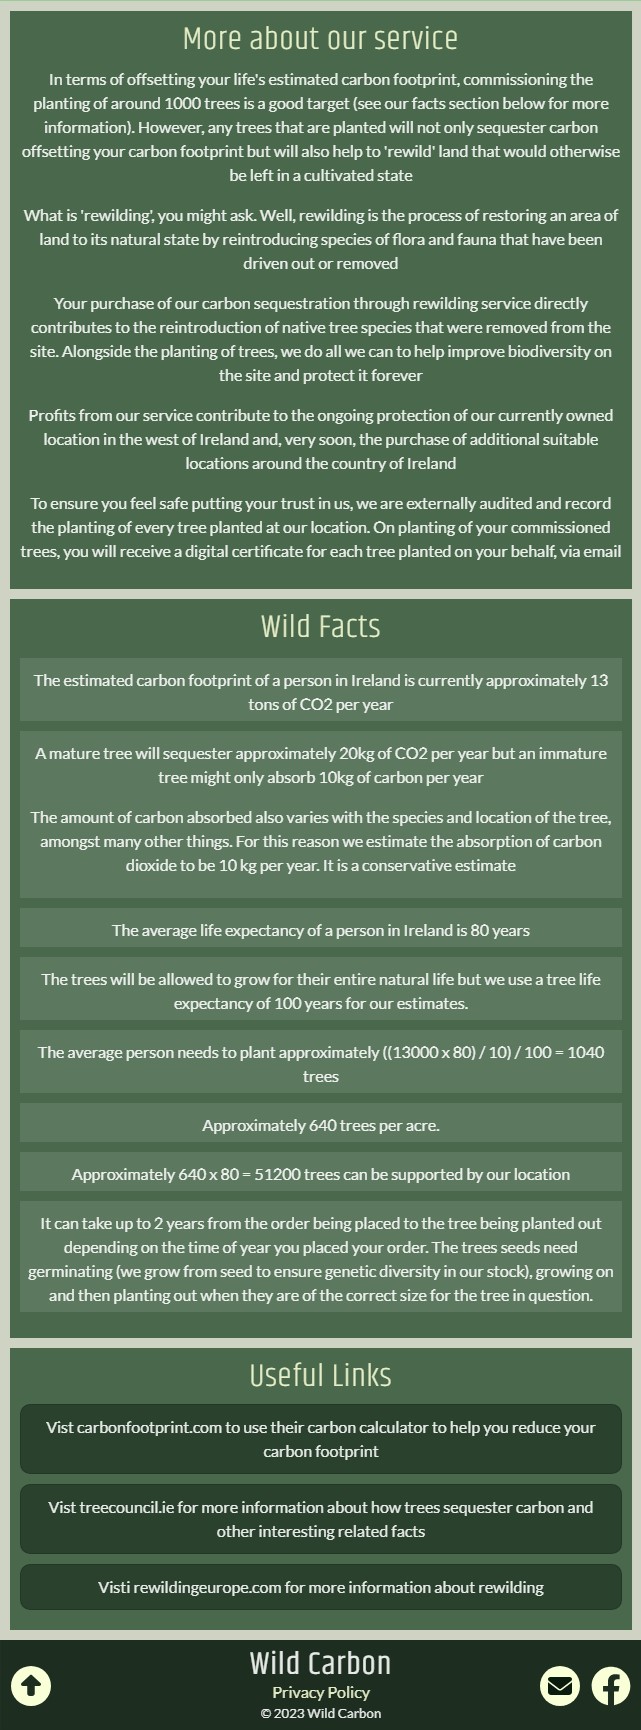 More about our service
In terms of offsetting your life's estimated carbon footprint, commissioning the
planting of around 1000 trees is a good target (see our facts section below for more
information). However, any trees that are planted will not only sequester carbon
offsetting your carbon footprint but will also help to 'rewild' land that would otherwise
be left in a cultivated state
What is 'rewilding', you might ask. Well, rewilding is the process of restoring an area of
land to its natural state by reintroducing species of flora and fauna that have been
driven out or removed
Your purchase of our carbon sequestration through rewilding service directly
contributes to the reintroduction of native tree species that were removed from the
site. Alongside the planting of trees, we do all we can to help improve biodiversity on
the site and protect it forever
Profits from our service contribute to the ongoing protection of our currently owned
location in the west of Ireland and, very soon, the purchase of additional suitable
locations around the country of Ireland
To ensure you feel safe putting your trust in us, we are externally audited and record
the planting of every tree planted at our location. On planting of your commissioned
trees, you will receive a digital certificate for each tree planted on your behalf, via email
Wild Facts
The estimated carbon footprint of a person in Ireland is currently approximately 13
tons of CO2 per year
A mature tree will sequester approximately 20kg of CO2 per year but an immature
tree might only absorb 10kg of carbon per year
The amount of carbon absorbed also varies with the species and location of the tree,
amongst many other things. For this reason we estimate the absorption of carbon
dioxide to be 10 kg per year. It is a conservative estimate
The average life expectancy of a person in Ireland is 80 years
The trees will be allowed to grow for their entire natural life but we use a tree life
expectancy of 100 years for our estimates.
The average person needs to plant approximately ((13000 x 80) / 10) / 100 = 1040
trees
Approximately 640 trees per acre.
Approximately 640 x 80 = 51200 trees can be supported by our location
It can take up to 2 years from the order being placed to the tree being planted out
depending on the time of year you placed your order. The trees seeds need
germinating (we grow from seed to ensure genetic diversity in our stock), growing on
and then planting out when they are of the correct size for the tree in question.
Useful Links
Vist carbonfootprint.com to use their carbon calculator to help you reduce your
carbon footprint
Vist treecouncil.ie for more information about how trees sequester carbon and
other interesting related facts
Visti rewildingeurope.com for more information about rewilding
Wild Carbon
Privacy Policy
© 2023 Wild Carbon